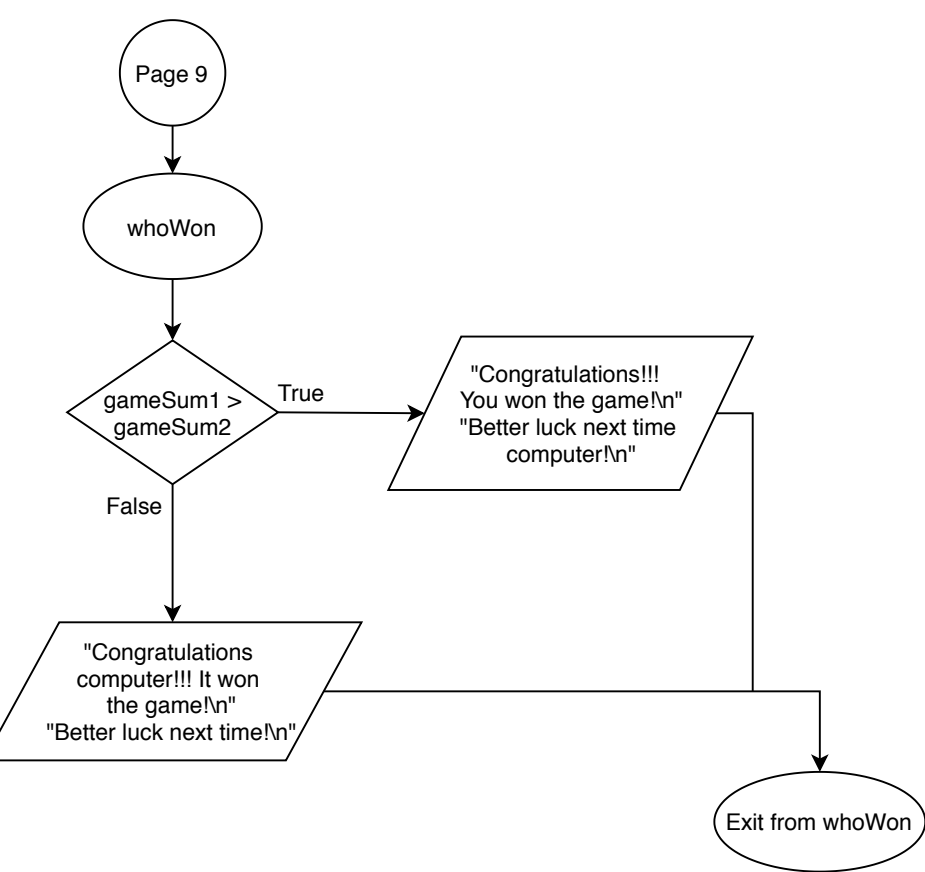 Page 9
whoWon
gameSum1 >
gameSum2
True
"Congratulations!!!
You won the game!\n"
"Better luck next time
computer!\n"
False
"Congratulations
computer!!! It won
the game!\n"
"Better luck next time!\n"
Exit from whoWon